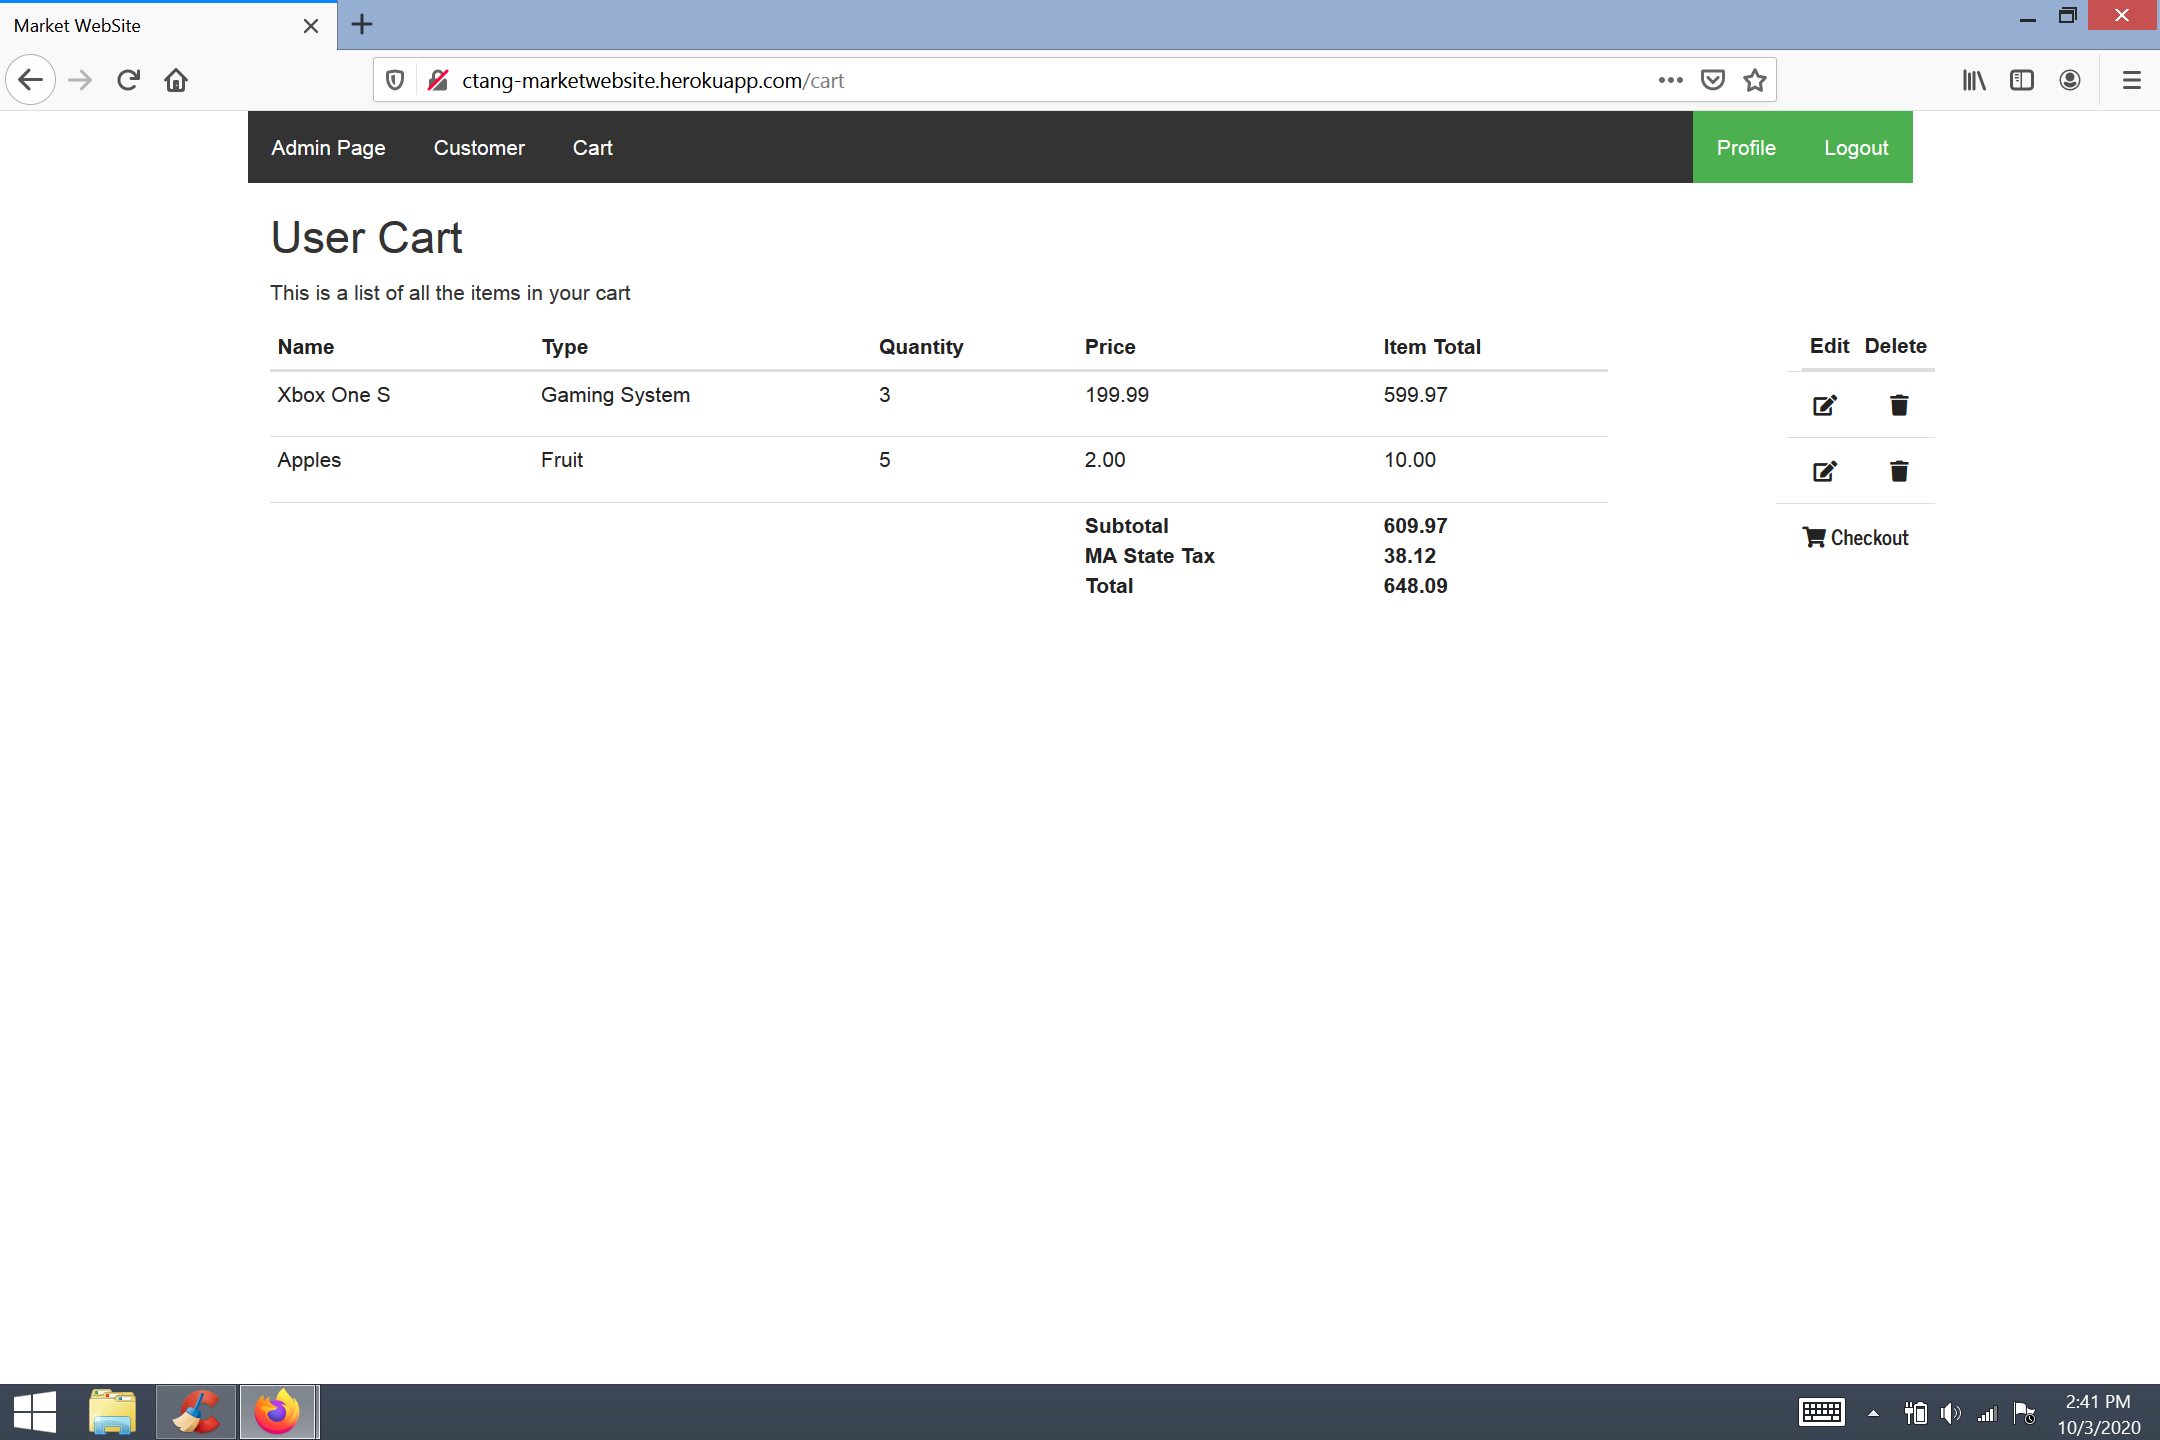 Market WebSite
ctang-marketwebsite.herokuapp.com/cart
Admin Page Customer Cart Profile Logout
User Cart
This is a list of all the items in your cart
Name Type Quantity Price Item Total Edit Delete
Xbox One S Gaming System 3 199.99 599.97
Apples Fruit 5 2.00 10.00
Subtotal 609.97 Checkout
MA State Tax 38.12
Total 648.09
2:41 PM
10/3/2020